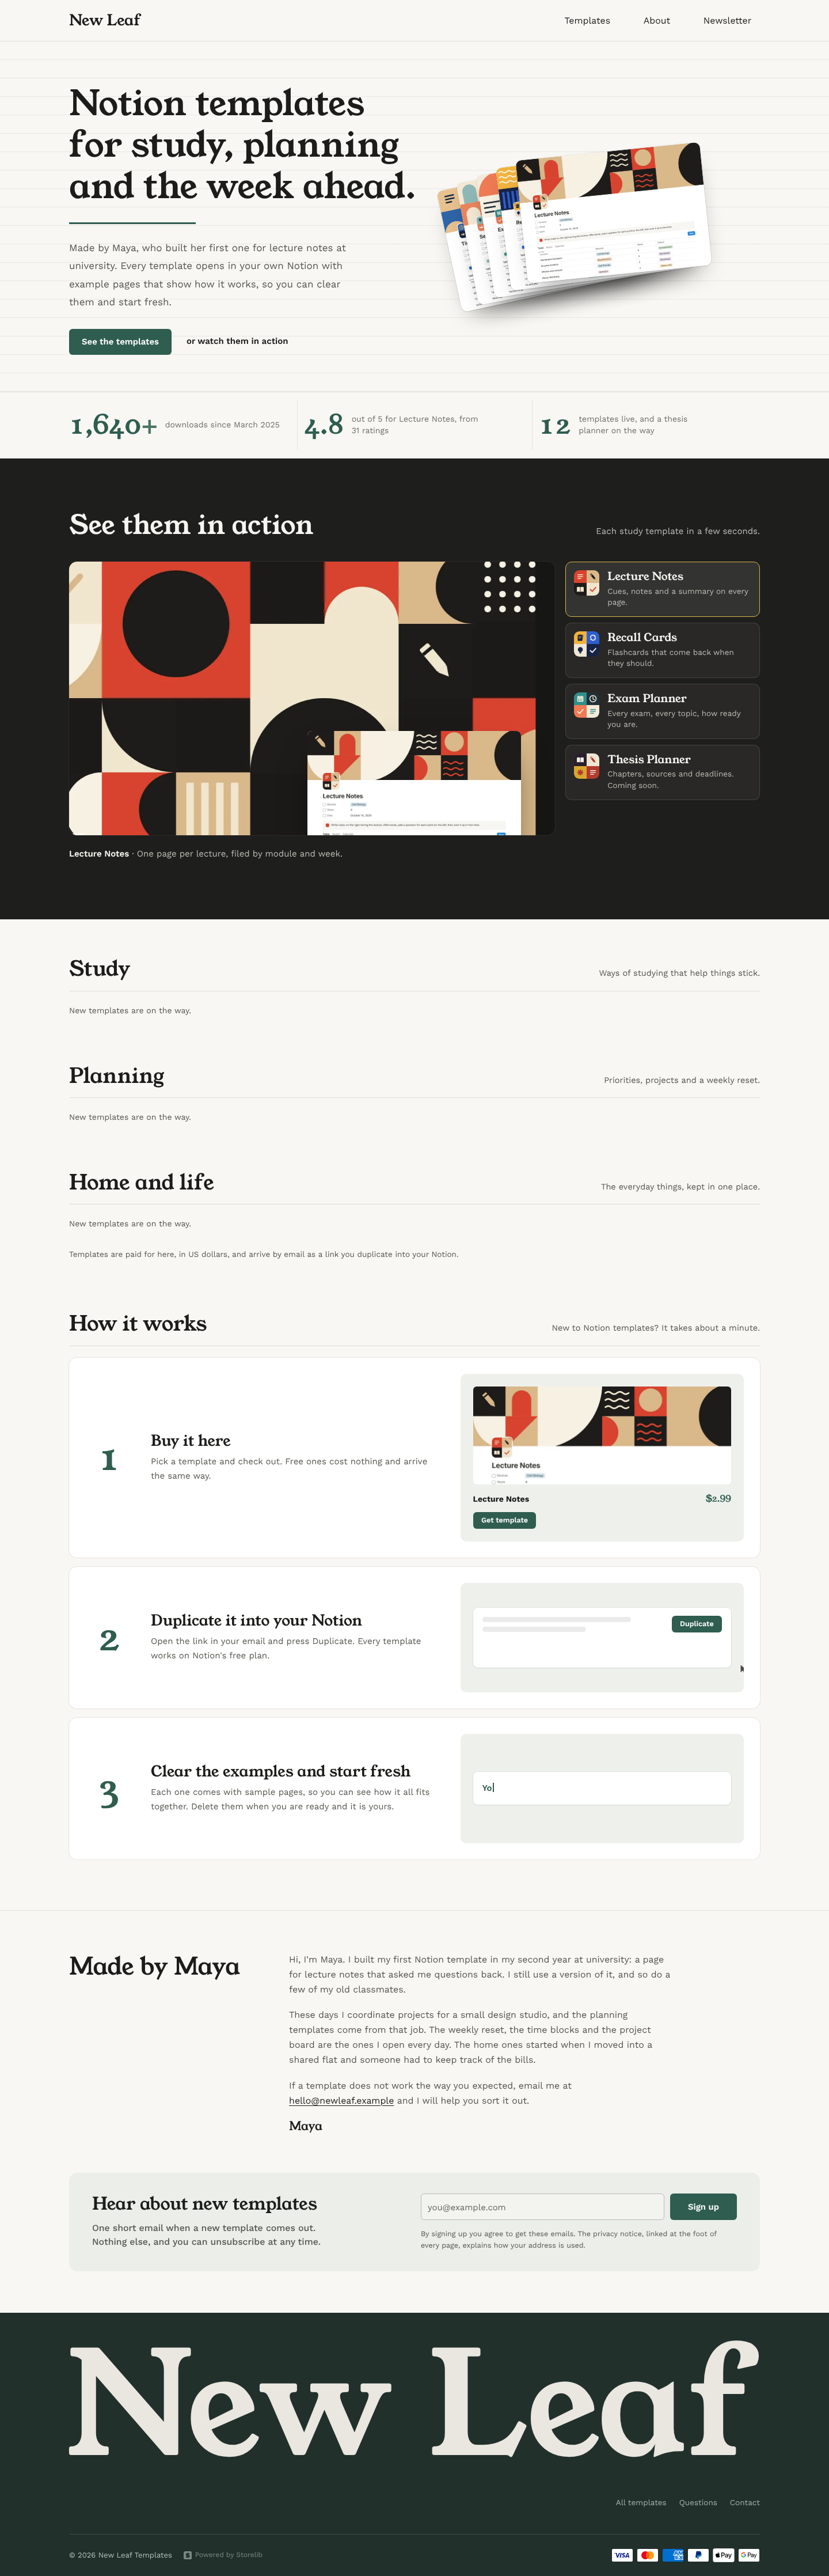 New Leaf
Templates
About
Newsletter
Notion templates
for study, planning
and the week ahead.
Made by Maya, who built her first one for lecture notes at
university. Every template opens in your own Notion with
example pages that show how it works, so you can clear
them and start fresh.
See the templates
or watch them in action
Lecture Notes
1,640+
downloads since March 2025
4.8
out of 5 for Lecture Notes, from
31 ratings
12
templates live, and a thesis
planner on the way
See them in action
Each study template in a few seconds.
Lecture Notes
Lecture Notes
Cues, notes and a summary on every
page.
Recall Cards
Flashcards that come back when
they should.
Exam Planner
Every exam, every topic, how ready
you are.
Thesis Planner
Chapters, sources and deadlines.
Coming soon.
Lecture Notes · One page per lecture, filed by module and week.
Study
Ways of studying that help things stick.
New templates are on the way.
Planning
Priorities, projects and a weekly reset.
New templates are on the way.
Home and life
The everyday things, kept in one place.
New templates are on the way.
Templates are paid for here, in US dollars, and arrive by email as a link you duplicate into your Notion.
How it works
New to Notion templates? It takes about a minute.
1
Buy it here
Pick a template and check out. Free ones cost nothing and arrive
the same way.
Lecture Notes
Lecture Notes
$2.99
Get template
2
Duplicate it into your Notion
Open the link in your email and press Duplicate. Every template
works on Notion's free plan.
Duplicate
3
Clear the examples and start fresh
Each one comes with sample pages, so you can see how it all fits
together. Delete them when you are ready and it is yours.
Yo
Made by Maya
Hi, I'm Maya. I built my first Notion template in my second year at university: a page
for lecture notes that asked me questions back. I still use a version of it, and so do a
few of my old classmates.
These days I coordinate projects for a small design studio, and the planning
templates come from that job. The weekly reset, the time blocks and the project
board are the ones I open every day. The home ones started when I moved into a
shared flat and someone had to keep track of the bills.
If a template does not work the way you expected, email me at
hello@newleaf.example and I will help you sort it out.
Maya
Hear about new templates
One short email when a new template comes out.
Nothing else, and you can unsubscribe at any time.
you@example.com
Sign up
By signing up you agree to get these emails. The privacy notice, linked at the foot of
every page, explains how your address is used.
New Leaf
All templates
Questions
Contact
© 2026 New Leaf Templates
Powered by Storelib
VISA
Pay
G Pay